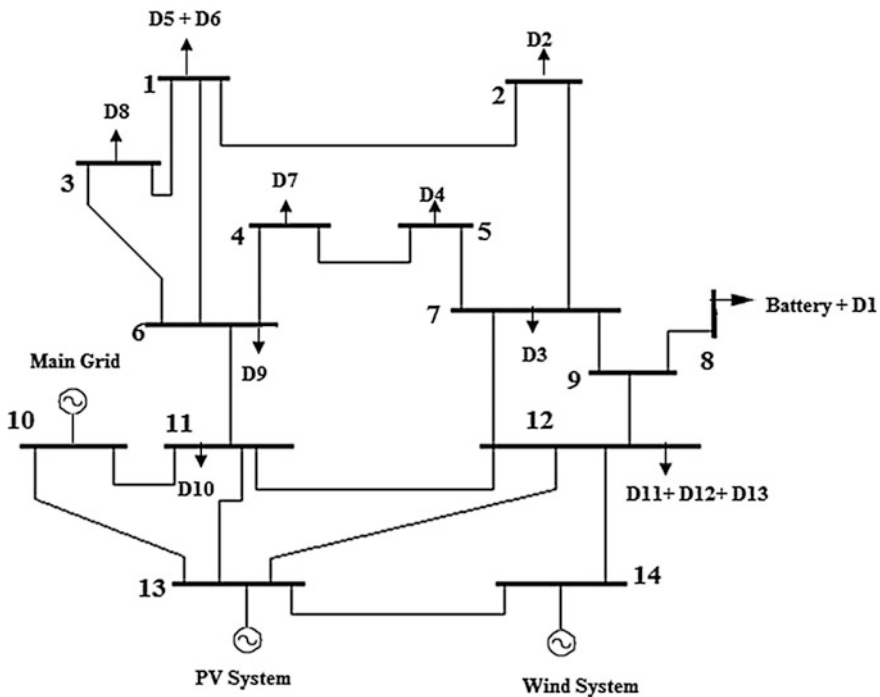 D5 + D6
D2
1
2
D8
3
D7
D4
4
5
Battery + D1
6
7
D3
8
9
D9
Main Grid
10
11
12
D10
D11+ D12+ D13
13
14
PV System
Wind System